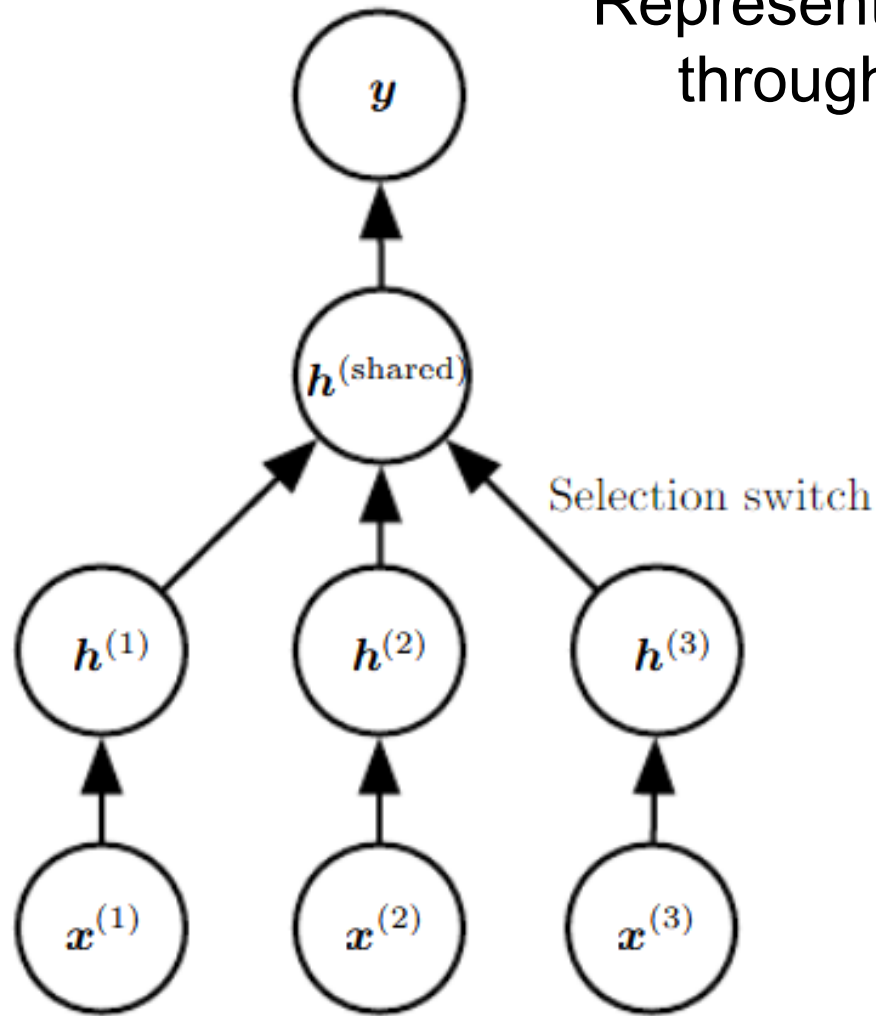 Represent
through
y
h(shared)
Selection switch
h(1) h(2) h(3)
x(1) x(2) x(3)